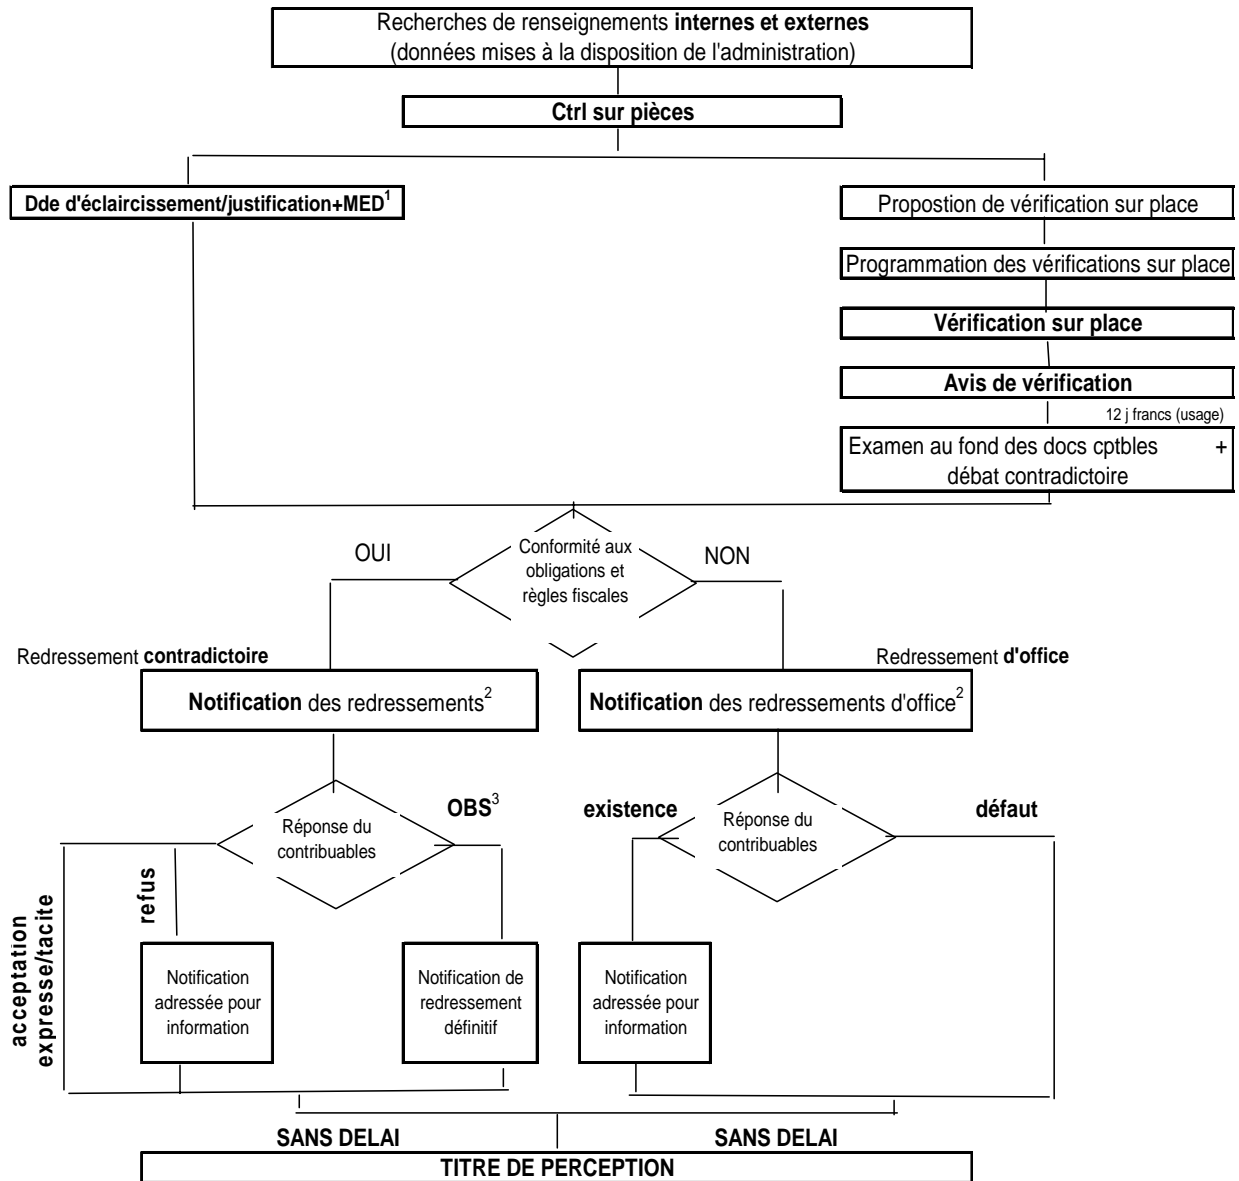 Recherches de renseignements internes et externes
(données mises à la disposition de l'administration)
Ctrl sur pièces
Dde d'éclaircissement/justification+MED1
Propostion de vérification sur place
Programmation des vérifications sur place
Vérification sur place
Avis de vérification
12 j francs (usage)
Examen au fond des docs cptbles +
débat contradictoire
Conformité aux
obligations et
règles fiscales
OUI
NON
Redressement contradictoire
Redressement d'office
Notification des redressements2
Notification des redressements d'office2
Réponse du
contribuables
OBS3
existence
Réponse du
contribuables
défaut
acceptation
expresse/tacite
refus
Notification
adressée pour
information
Notification de
redressement
définitif
Notification
adressée pour
information
SANS DELAI
SANS DELAI
TITRE DE PERCEPTION